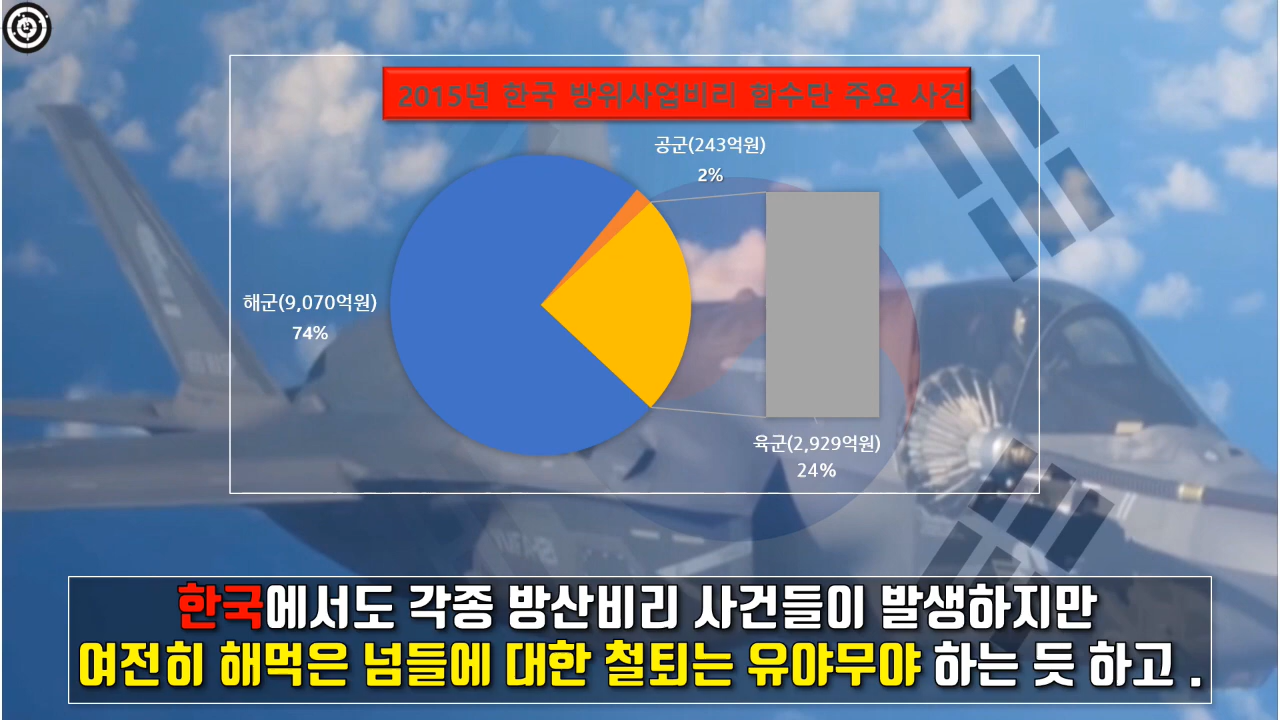 2015년 한국 방위사업비리 합수단 주요 사건
공군(243억원)
2%
해군(9,070억원)
74%
육군(2,929억원)
24%
한국에서도 각종 방산비리 사건들이 발생하지만
여전히 해먹은 넘들에 대한 철퇴는 유야무야 하는 듯 하고 .